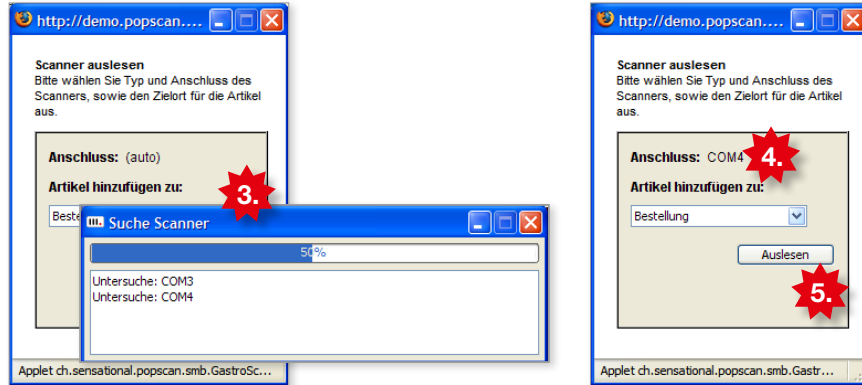 http://demo.popscan....
Scanner auslesen
Bitte wählen Sie Typ und Anschluss des
Scanners, sowie den Zielort für die Artikel
aus.
Anschluss: (auto)
Artikel hinzufügen zu:
3.
Beste
Suche Scanner
50%
Untersuche: COM3
Untersuche: COM4
Applet ch.sensational.popscan.smb.GastroSc...
http://demo.popscan....
Scanner auslesen
Bitte wählen Sie Typ und Anschluss des
Scanners, sowie den Zielort für die Artikel
aus.
Anschluss: COM4
4.
Artikel hinzufügen zu:
Bestellung
Auslesen
5.
Applet ch.sensational.popscan.smb.Gastr...